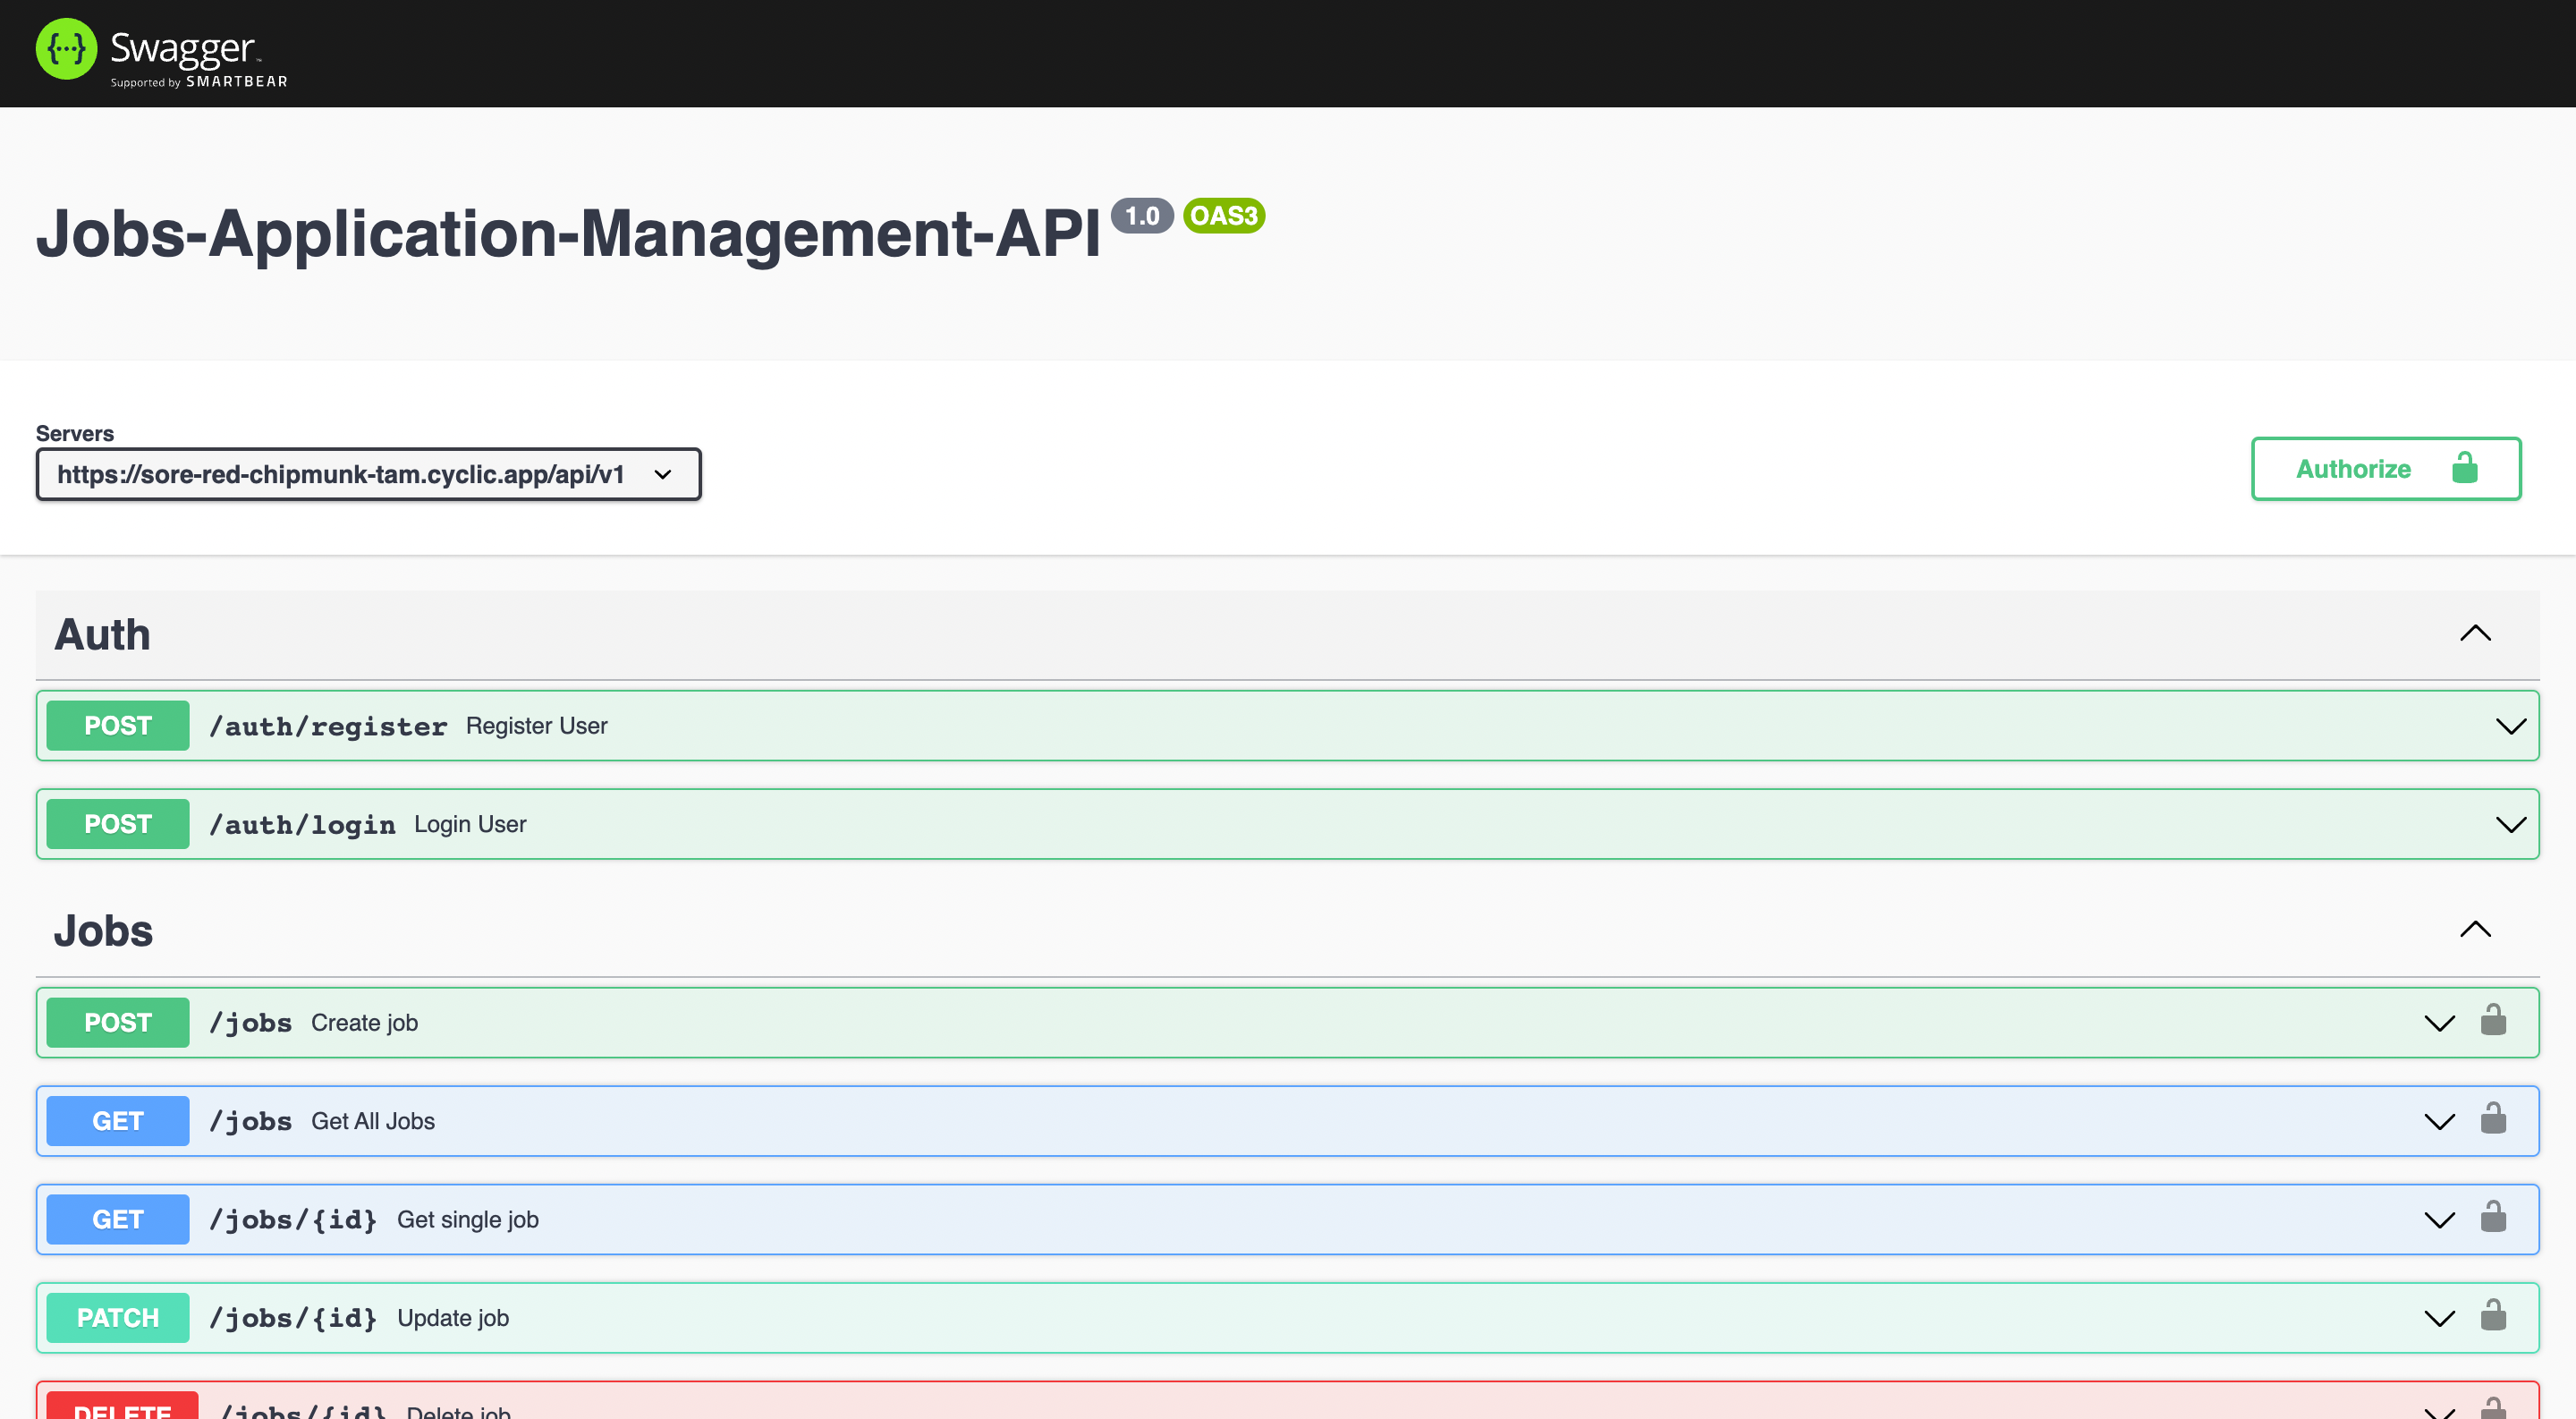 {···} Swagger™
Supported by SMARTBEAR
Jobs-Application-Management-API 1.0 OAS3
Servers
https://sore-red-chipmunk-tam.cyclic.app/api/v1
Authorize
Auth
POST /auth/register Register User
POST /auth/login Login User
Jobs
POST /jobs Create job
GET /jobs Get All Jobs
GET /jobs/{id} Get single job
PATCH /jobs/{id} Update job
DELETE /jobs/{id} Delete job